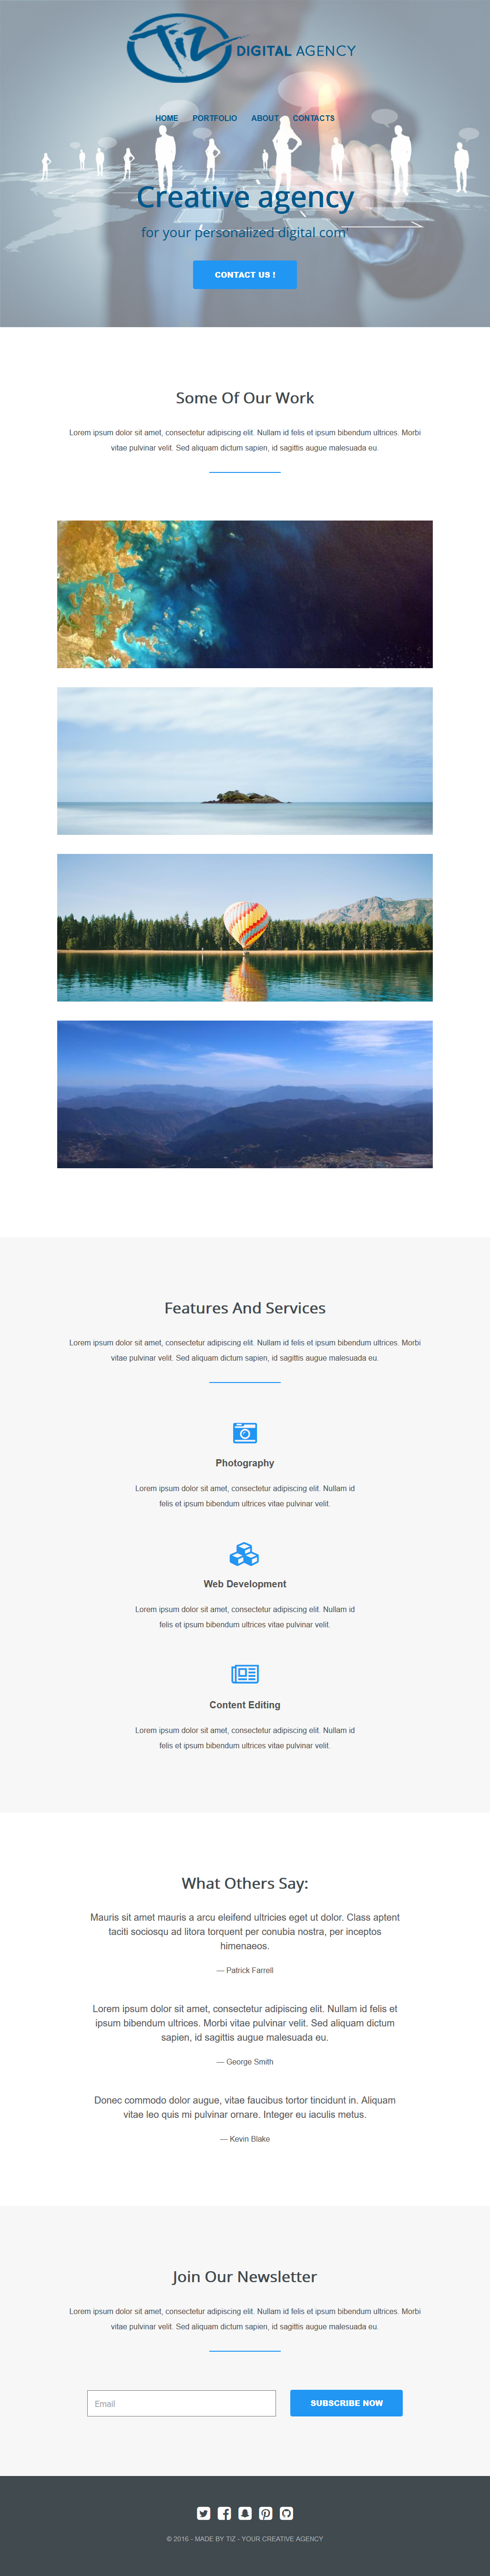 TIZ DIGITAL AGENCY
HOME PORTFOLIO ABOUT CONTACTS
Creative agency
for your personalized digital com'
CONTACT US !
Some Of Our Work
Lorem ipsum dolor sit amet, consectetur adipiscing elit. Nullam id felis et ipsum bibendum ultrices. Morbi
vitae pulvinar velit. Sed aliquam dictum sapien, id sagittis augue malesuada eu.
Features And Services
Lorem ipsum dolor sit amet, consectetur adipiscing elit. Nullam id felis et ipsum bibendum ultrices. Morbi
vitae pulvinar velit. Sed aliquam dictum sapien, id sagittis augue malesuada eu.
Photography
Lorem ipsum dolor sit amet, consectetur adipiscing elit. Nullam id
felis et ipsum bibendum ultrices vitae pulvinar velit.
Web Development
Lorem ipsum dolor sit amet, consectetur adipiscing elit. Nullam id
felis et ipsum bibendum ultrices vitae pulvinar velit.
Content Editing
Lorem ipsum dolor sit amet, consectetur adipiscing elit. Nullam id
felis et ipsum bibendum ultrices vitae pulvinar velit.
What Others Say:
Mauris sit amet mauris a arcu eleifend ultricies eget ut dolor. Class aptent
taciti sociosqu ad litora torquent per conubia nostra, per inceptos
himenaeos.
— Patrick Farrell
Lorem ipsum dolor sit amet, consectetur adipiscing elit. Nullam id felis et
ipsum bibendum ultrices. Morbi vitae pulvinar velit. Sed aliquam dictum
sapien, id sagittis augue malesuada eu.
— George Smith
Donec commodo dolor augue, vitae faucibus tortor tincidunt in. Aliquam
vitae leo quis mi pulvinar ornare. Integer eu iaculis metus.
— Kevin Blake
Join Our Newsletter
Lorem ipsum dolor sit amet, consectetur adipiscing elit. Nullam id felis et ipsum bibendum ultrices. Morbi
vitae pulvinar velit. Sed aliquam dictum sapien, id sagittis augue malesuada eu.
Email SUBSCRIBE NOW
© 2016 - MADE BY TIZ - YOUR CREATIVE AGENCY